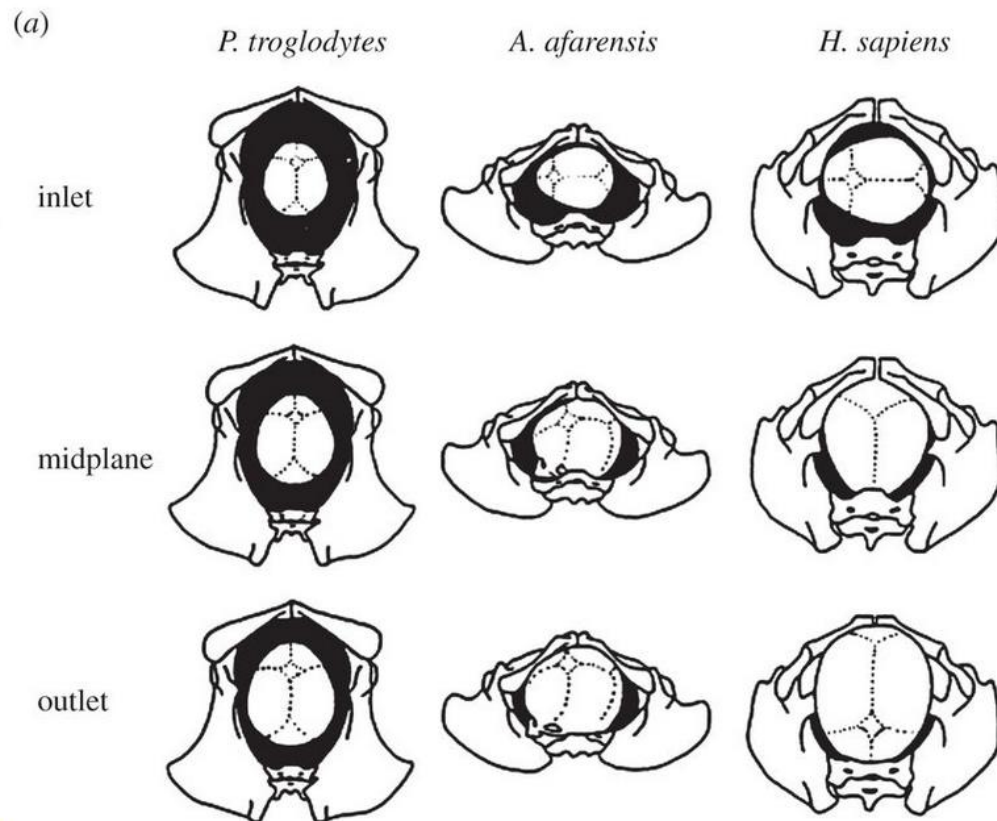 (a)
P. troglodytes A. afarensis H. sapiens
inlet
midplane
outlet